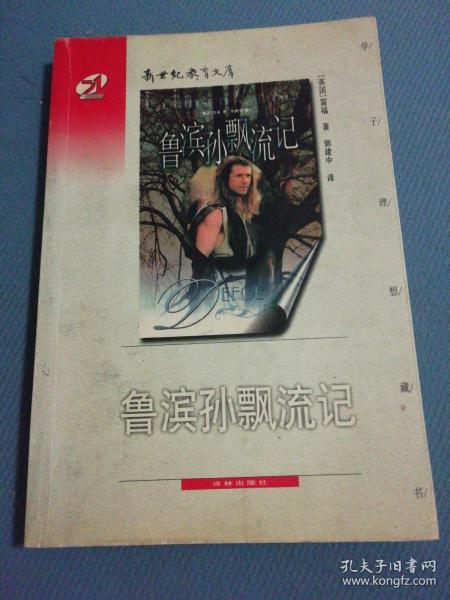 21
新世纪教育文库
鲁滨孙飘流记
[英国]笛福 著 郭建中 译
DEFOE
学/子/理/想/藏/书/
鲁滨孙飘流记
译林出版社
孔夫子旧书网
www.kongfz.com